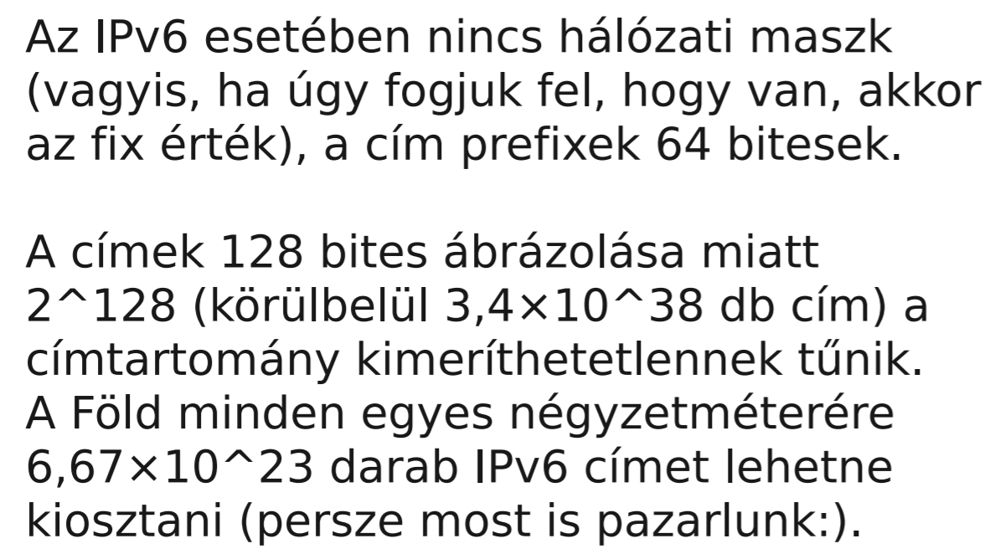 Az IPv6 esetében nincs hálózati maszk
(vagyis, ha úgy fogjuk fel, hogy van, akkor
az fix érték), a cím prefixek 64 bitesek.
A címek 128 bites ábrázolása miatt
2^128 (körülbelül 3,4×10^38 db cím) a
címtartomány kimeríthetetlennek tűnik.
A Föld minden egyes négyzetméterére
6,67×10^23 darab IPv6 címet lehetne
kiosztani (persze most is pazarlunk:).